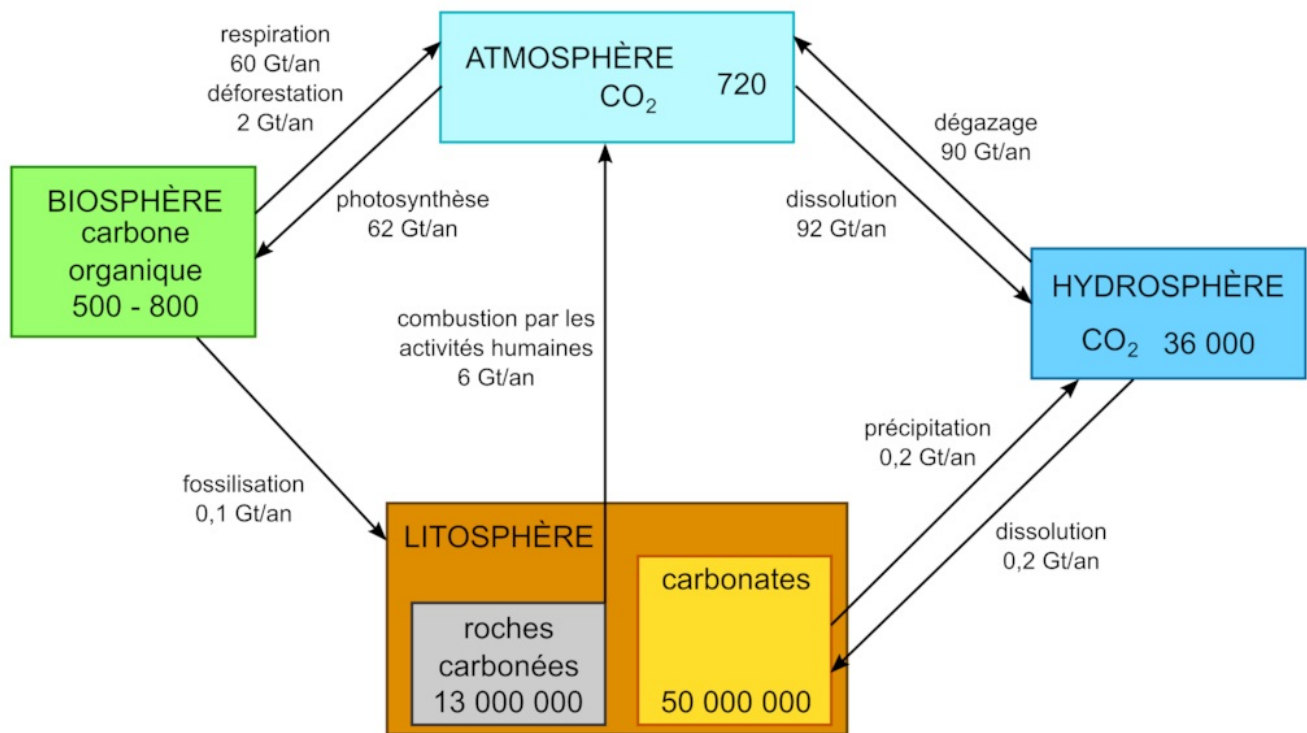 respiration
60 Gt/an
déforestation
2 Gt/an
ATMOSPHÈRE
CO₂ 720
dégazage
90 Gt/an
BIOSPHÈRE
carbone
organique
500 - 800
photosynthèse
62 Gt/an
dissolution
92 Gt/an
HYDROSPHÈRE
CO₂ 36 000
combustion par les
activités humaines
6 Gt/an
précipitation
0,2 Gt/an
fossilisation
0,1 Gt/an
dissolution
0,2 Gt/an
LITOSPHÈRE
roches
carbonées
13 000 000
carbonates
50 000 000